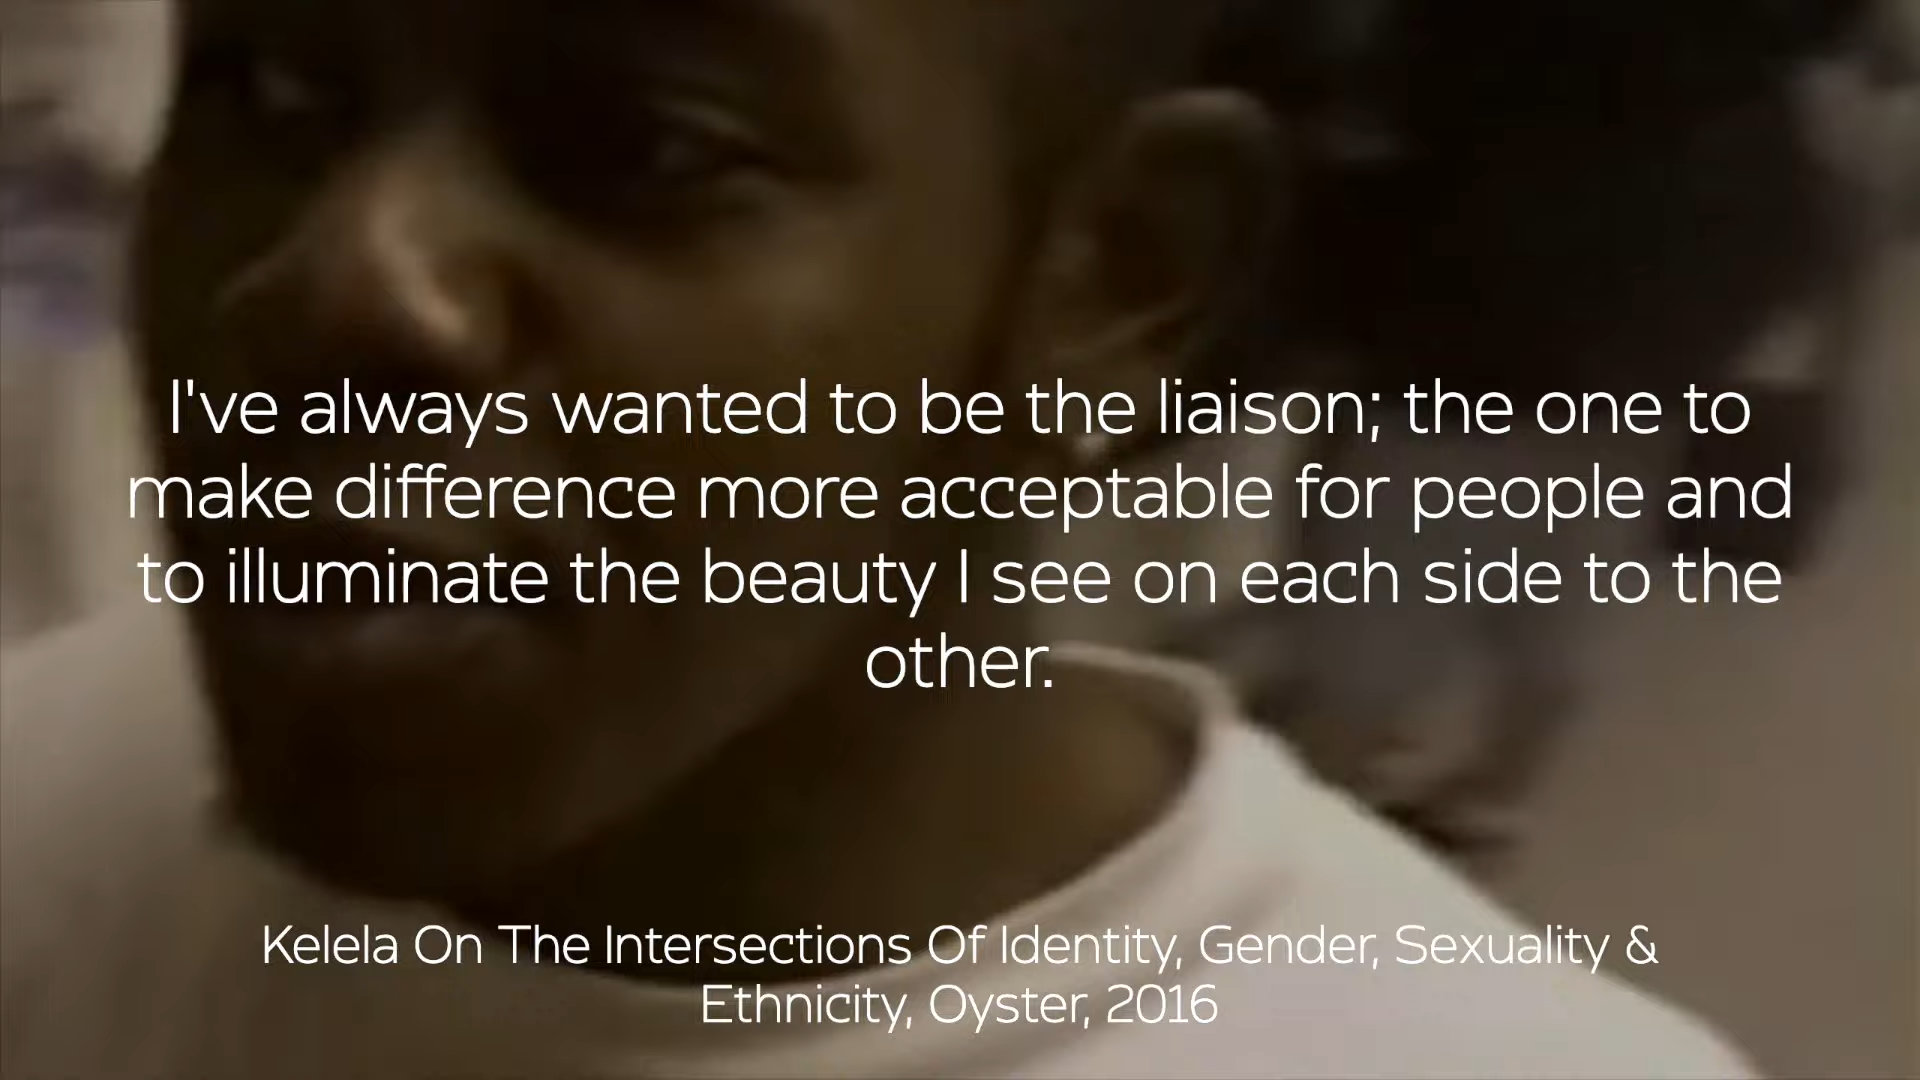 I've always wanted to be the liaison; the one to
make difference more acceptable for people and
to illuminate the beauty I see on each side to the
other.
Kelela On The Intersections Of Identity, Gender, Sexuality &
Ethnicity, Oyster, 2016